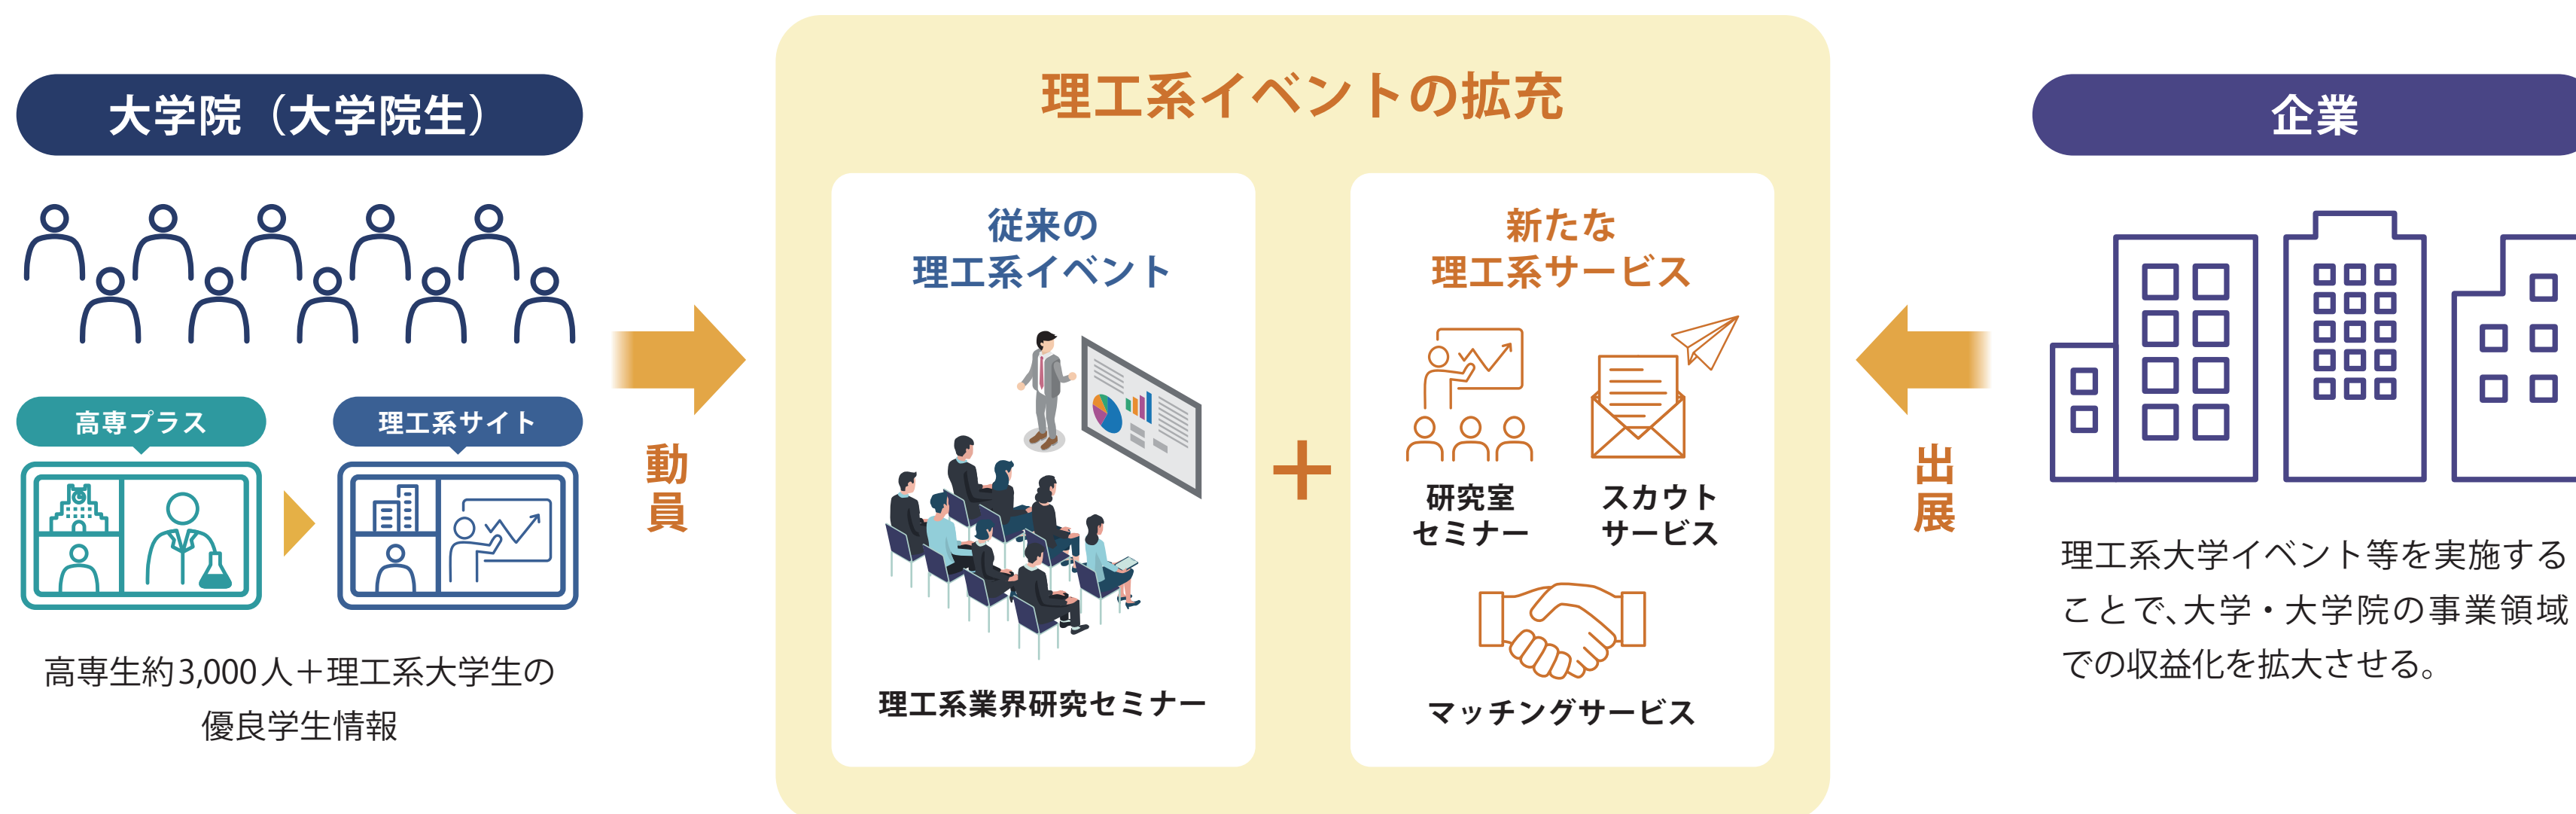 大学院（大学院生）
高専プラス
理工系サイト
高専生約3,000人＋理工系大学生の
優良学生情報
動員
理工系イベントの拡充
従来の
理工系イベント
理工系業界研究セミナー
＋
新たな
理工系サービス
研究室
セミナー
スカウト
サービス
マッチングサービス
出展
企業
理工系大学イベント等を実施する
ことで、大学・大学院の事業領域
での収益化を拡大させる。